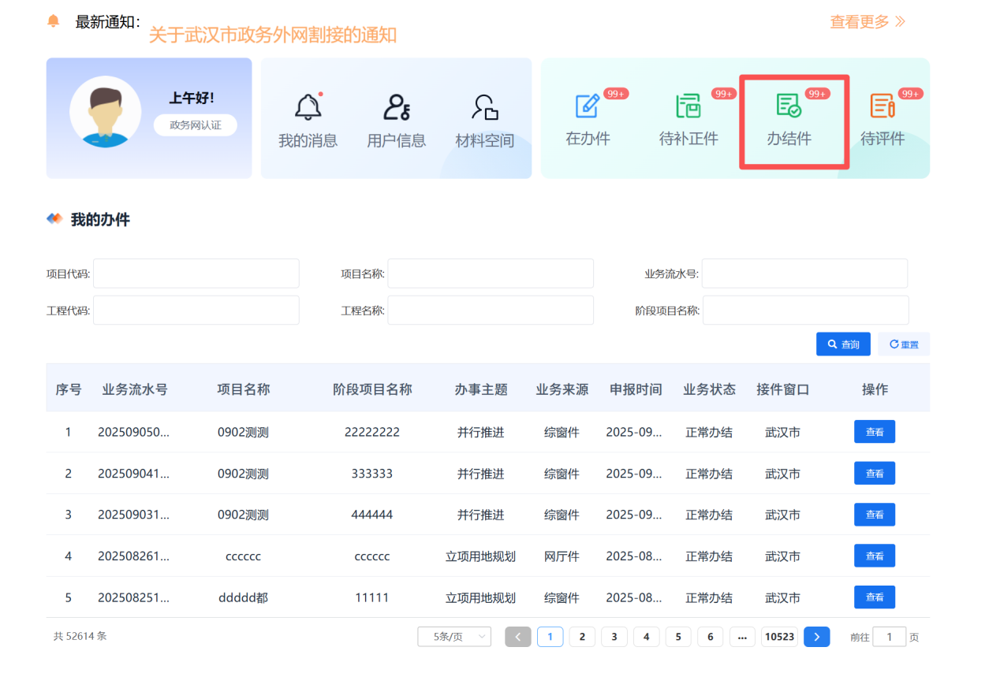 最新通知：
关于武汉市政务外网割接的通知
查看更多
上午好！
政务网认证
我的消息
用户信息
材料空间
99+
在办件
99+
待补正件
99+
办结件
99+
待评件
我的办件
项目代码:
项目名称:
业务流水号:
工程代码:
工程名称:
阶段项目名称:
查询 重置
序号 业务流水号 项目名称 阶段项目名称 办事主题 业务来源 申报时间 业务状态 接件窗口 操作
1 202509050... 0902测测 22222222 并行推进 综窗件 2025-09... 正常办结 武汉市 查看
2 202509041... 0902测测 333333 并行推进 综窗件 2025-09... 正常办结 武汉市 查看
3 202509031... 0902测测 444444 并行推进 综窗件 2025-09... 正常办结 武汉市 查看
4 202508261... cccccc cccccc 立项用地规划 网厅件 2025-08... 正常办结 武汉市 查看
5 202508251... ddddd都 11111 立项用地规划 综窗件 2025-08... 正常办结 武汉市 查看
共 52614 条 5条/页 1 2 3 4 5 6 ... 10523 前往 1 页